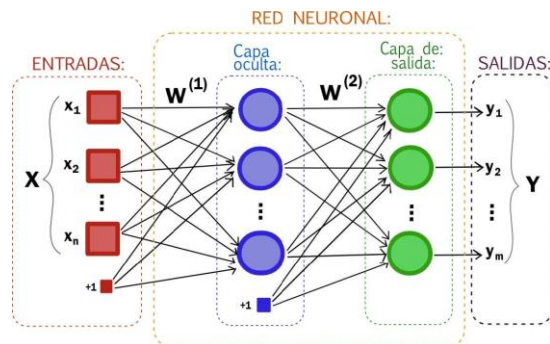 RED NEURONAL:
ENTRADAS:
Capa oculta:
Capa de:
salida:
SALIDAS:
W(1)
W(2)
X
x1
x2
⋮
xn
+1
⋮
+1
⋮
y1
y2
⋮
ym
Y